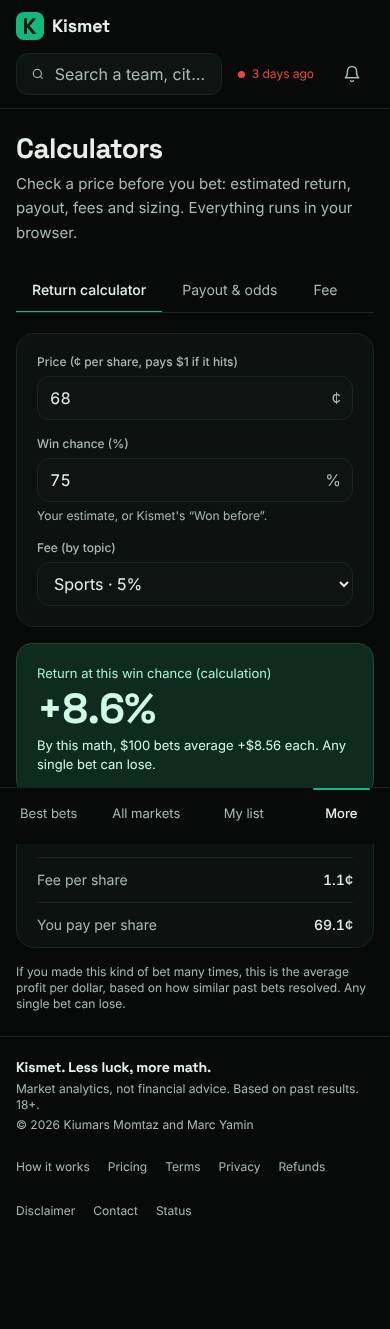 Kismet
Search a team, cit...
3 days ago
Calculators
Check a price before you bet: estimated return,
payout, fees and sizing. Everything runs in your
browser.
Return calculator
Payout & odds
Fee
Price (¢ per share, pays $1 if it hits)
68 ¢
Win chance (%)
75 %
Your estimate, or Kismet's “Won before”.
Fee (by topic)
Sports · 5%
Return at this win chance (calculation)
+8.6%
By this math, $100 bets average +$8.56 each. Any
single bet can lose.
Best bets
All markets
My list
More
Fee per share 1.1¢
You pay per share 69.1¢
If you made this kind of bet many times, this is the average
profit per dollar, based on how similar past bets resolved. Any
single bet can lose.
Kismet. Less luck, more math.
Market analytics, not financial advice. Based on past results.
18+.
© 2026 Kiumars Momtaz and Marc Yamin
How it works Pricing Terms Privacy Refunds
Disclaimer Contact Status